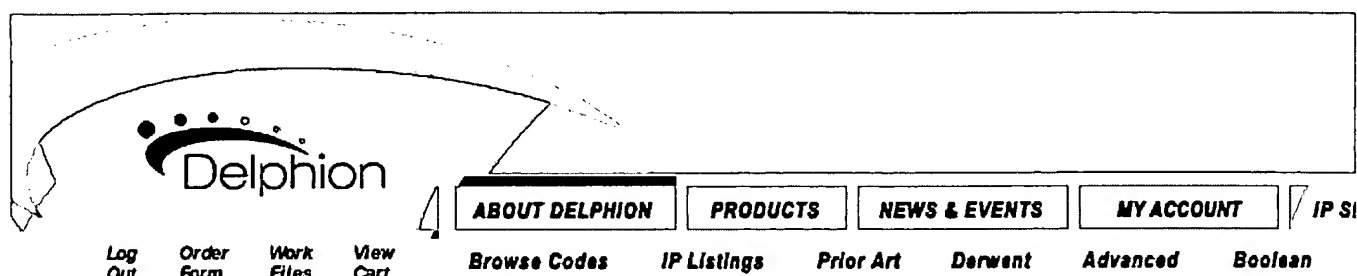 Delphion
ABOUT DELPHION PRODUCTS NEWS & EVENTS MY ACCOUNT IP
Log Out Order Form Work Files View Cart Browse Codes IP Listings Prior Art Derwent Advanced Boolean